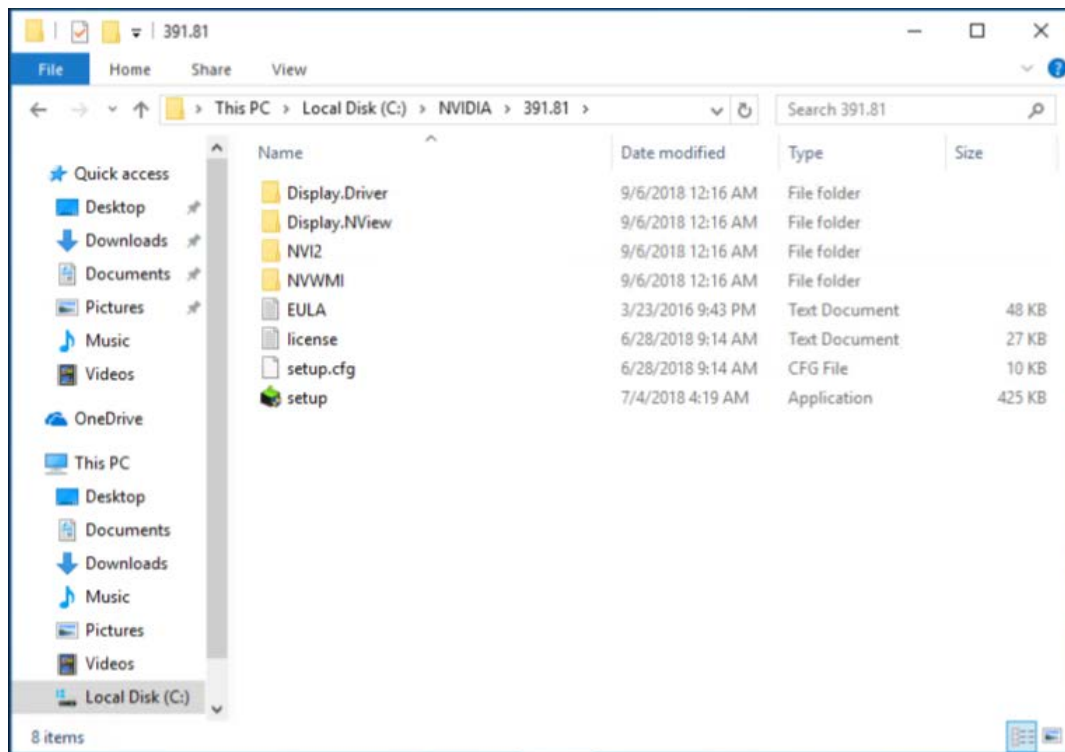 391.81
File Home Share View
This PC > Local Disk (C:) > NVIDIA > 391.81 >
Search 391.81
Quick access
Desktop
Downloads
Documents
Pictures
Music
Videos
OneDrive
This PC
Desktop
Documents
Downloads
Music
Pictures
Videos
Local Disk (C:)
Name Date modified Type Size
Display.Driver 9/6/2018 12:16 AM File folder
Display.NView 9/6/2018 12:16 AM File folder
NVI2 9/6/2018 12:16 AM File folder
NVWMI 9/6/2018 12:16 AM File folder
EULA 3/23/2016 9:43 PM Text Document 48 KB
license 6/28/2018 9:14 AM Text Document 27 KB
setup.cfg 6/28/2018 9:14 AM CFG File 10 KB
setup 7/4/2018 4:19 AM Application 425 KB
8 items